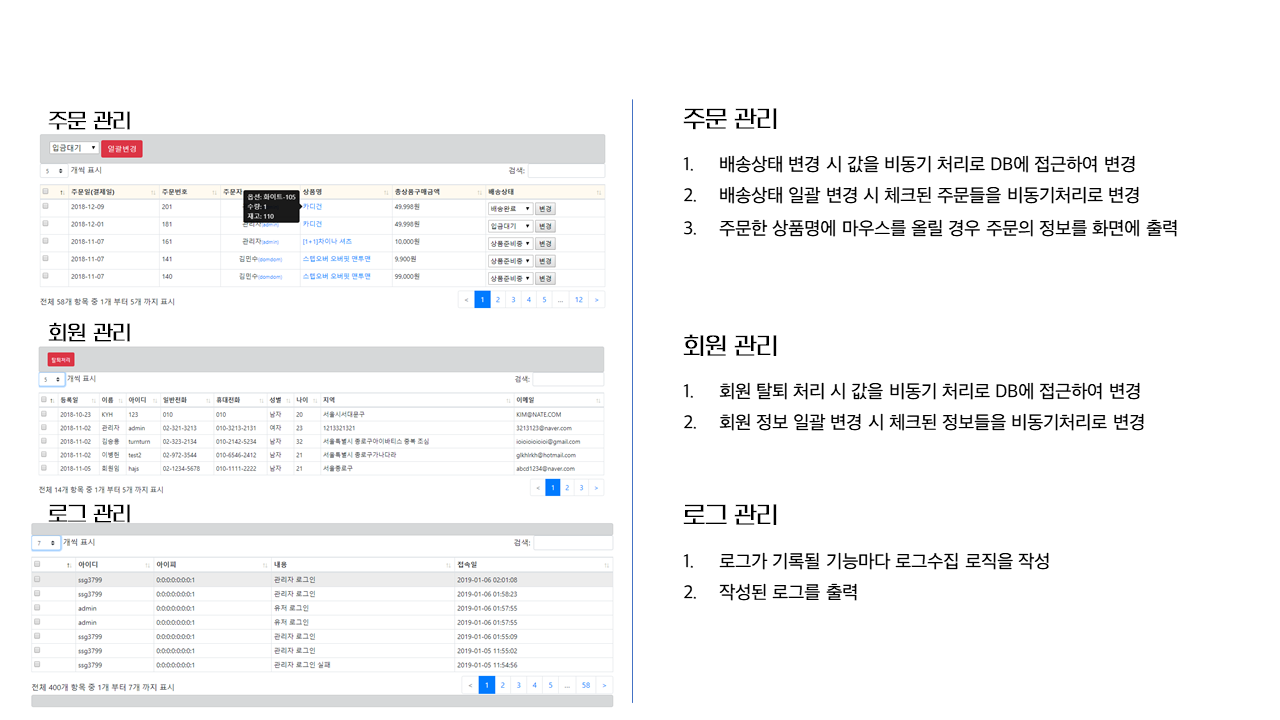 주문 관리
입금대기 일괄변경
5 개씩 표시 검색:
주문일(결제일) 주문번호 주문자 상품명 총상품구매금액 배송상태
옵션: 화이트-105
수량: 1
재고: 110
2018-12-09 201 카디건 49.998원 배송완료 변경
2018-12-01 181 관리자(admin) 카디건 49.998원 입금대기 변경
2018-11-07 161 관리자(admin) [1+1]차이나 셔츠 10,000원 상품준비중 변경
2018-11-07 141 김민수(domdom) 스텝오버 오버핏 맨투맨 9.900원 상품준비중 변경
2018-11-07 140 김민수(domdom) 스텝오버 오버핏 맨투맨 99.000원 상품준비중 변경
전체 58개 항목 중 1개 부터 5개 까지 표시
< 1 2 3 4 5 ... 12 >
회원 관리
탈퇴처리
5 개씩 표시 검색:
등록일 이름 아이디 일반전화 휴대전화 성별 나이 지역 이메일
2018-10-23 KYH 123 010 010 남자 20 서울시서대문구 KIM@NATE.COM
2018-11-02 관리자 admin 02-321-3213 010-3213-2131 여자 23 1213321321 3213123@naver.com
2018-11-02 김승용 turnturn 02-323-2134 010-2142-5234 남자 32 서울특별시 종로구아이바티스 중복 조심 ioioioioioioi@gmail.com
2018-11-02 이병헌 test2 02-972-3544 010-6546-2412 남자 21 서울특별시 종로구가나다라 glkhlrkh@hotmail.com
2018-11-05 회원임 hajs 02-1234-5678 010-1111-2222 남자 21 서울종로구 abcd1234@naver.com
전체 14개 항목 중 1개 부터 5개 까지 표시
< 1 2 3 >
로그 관리
7 개씩 표시 검색:
아이디 아이피 내용 접속일
ssg3799 0:0:0:0:0:0:0:1 관리자 로그인 2019-01-06 02:01:08
ssg3799 0:0:0:0:0:0:0:1 관리자 로그인 2019-01-06 01:58:23
admin 0:0:0:0:0:0:0:1 유저 로그인 2019-01-06 01:57:55
admin 0:0:0:0:0:0:0:1 유저 로그인 2019-01-06 01:57:55
ssg3799 0:0:0:0:0:0:0:1 관리자 로그인 2019-01-06 01:55:09
ssg3799 0:0:0:0:0:0:0:1 관리자 로그인 2019-01-05 11:55:02
ssg3799 0:0:0:0:0:0:0:1 관리자 로그인 실패 2019-01-05 11:54:56
전체 400개 항목 중 1개 부터 7개 까지 표시
< 1 2 3 4 5 ... 58 >
주문 관리
1. 배송상태 변경 시 값을 비동기 처리로 DB에 접근하여 변경
2. 배송상태 일괄 변경 시 체크된 주문들을 비동기처리로 변경
3. 주문한 상품명에 마우스를 올릴 경우 주문의 정보를 화면에 출력
회원 관리
1. 회원 탈퇴 처리 시 값을 비동기 처리로 DB에 접근하여 변경
2. 회원 정보 일괄 변경 시 체크된 정보들을 비동기처리로 변경
로그 관리
1. 로그가 기록될 기능마다 로그수집 로직을 작성
2. 작성된 로그를 출력